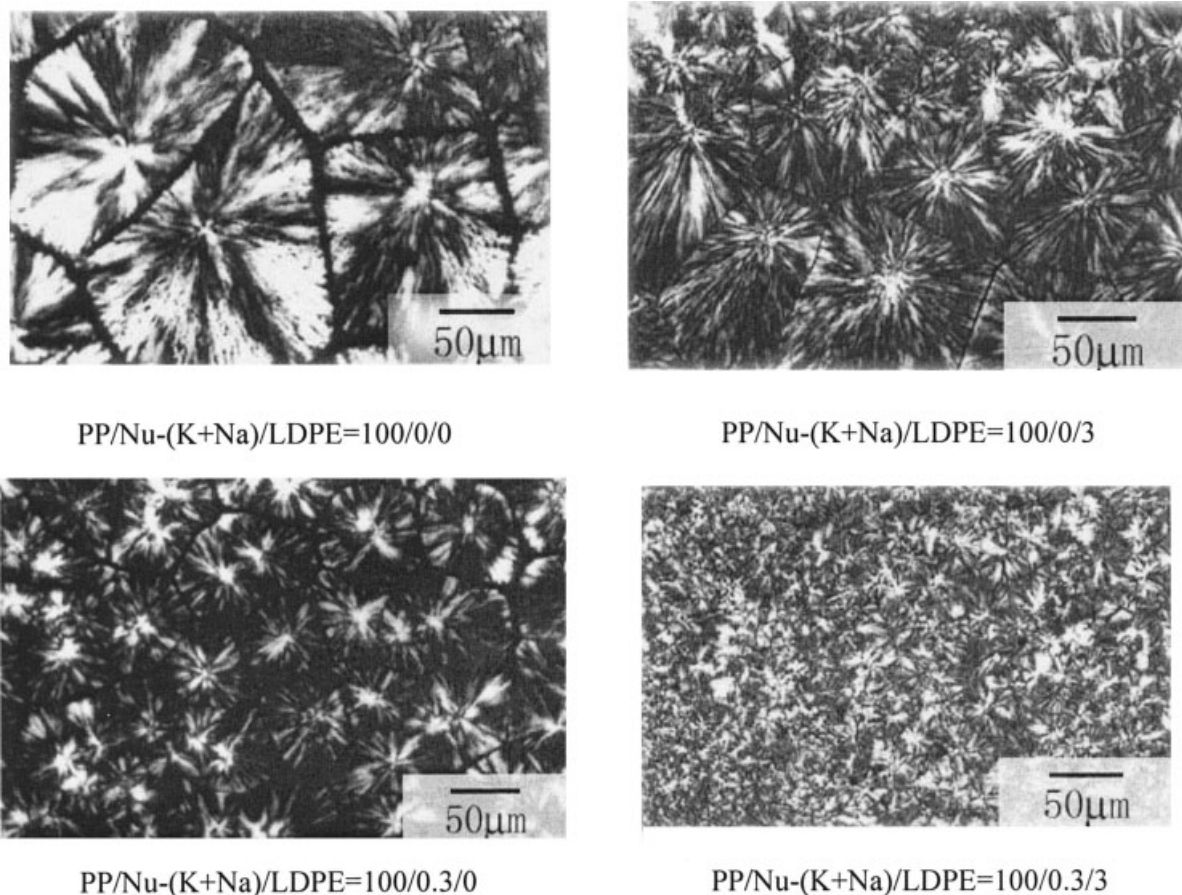 50μm
50μm
PP/Nu-(K+Na)/LDPE=100/0/0
PP/Nu-(K+Na)/LDPE=100/0/3
50μm
50μm
PP/Nu-(K+Na)/LDPE=100/0.3/0
PP/Nu-(K+Na)/LDPE=100/0.3/3